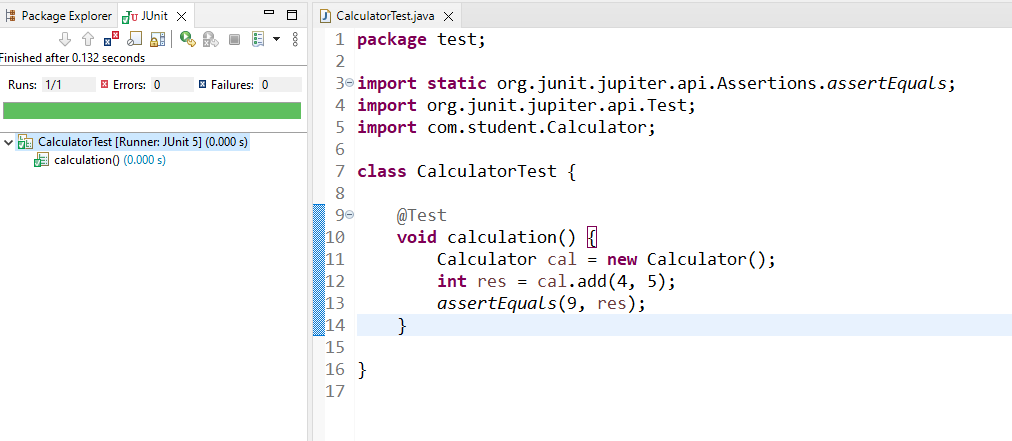 Package Explorer JUnit
Finished after 0.132 seconds
Runs: 1/1 Errors: 0 Failures: 0
CalculatorTest [Runner: JUnit 5] (0.000 s)
calculation() (0.000 s)
CalculatorTest.java
1 package test;
2
3 import static org.junit.jupiter.api.Assertions.assertEquals;
4 import org.junit.jupiter.api.Test;
5 import com.student.Calculator;
6
7 class CalculatorTest {
8
9     @Test
10     void calculation() {
11         Calculator cal = new Calculator();
12         int res = cal.add(4, 5);
13         assertEquals(9, res);
14     }
15
16 }
17